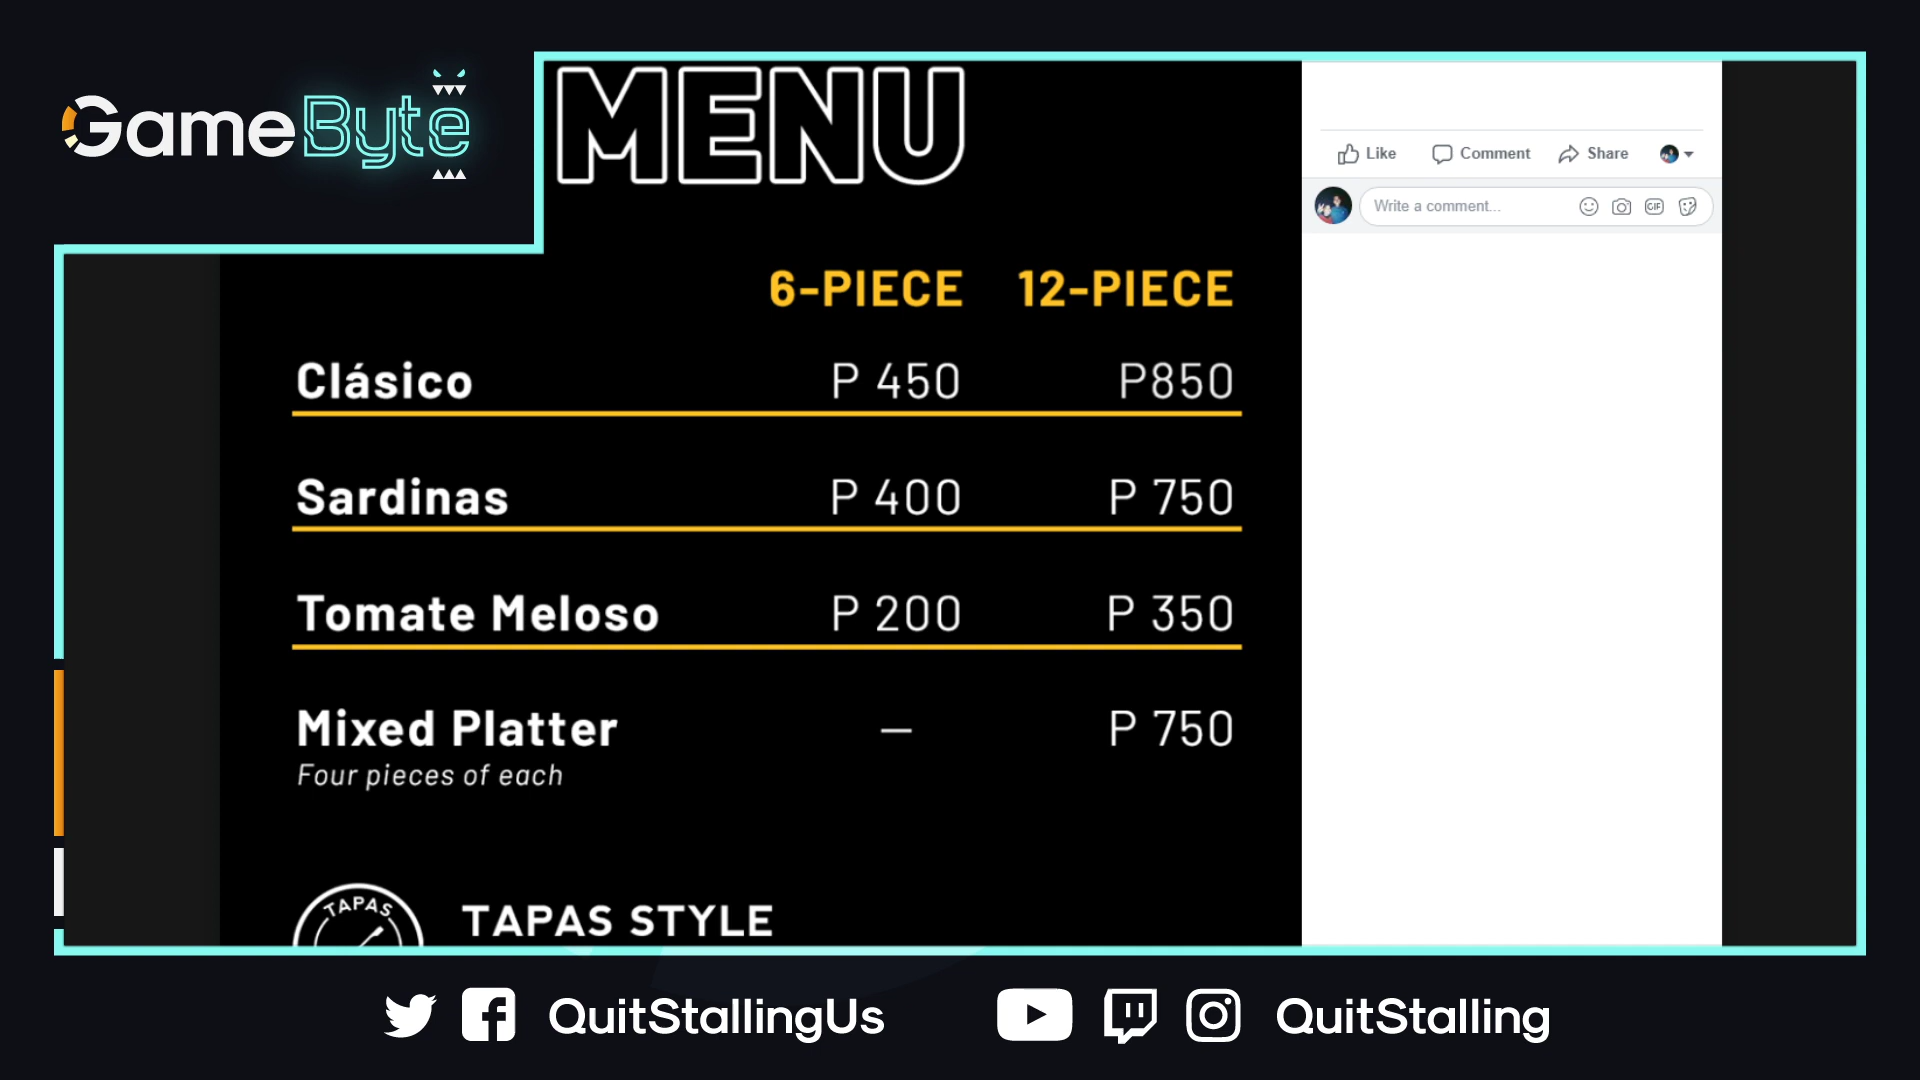 GameByte
MENU
Like Comment Share
Write a comment...
GIF
6-PIECE 12-PIECE
Clásico P 450 P850
Sardinas P 400 P 750
Tomate Meloso P 200 P 350
Mixed Platter — P 750
Four pieces of each
TAPAS
TAPAS STYLE
QuitStallingUs QuitStalling